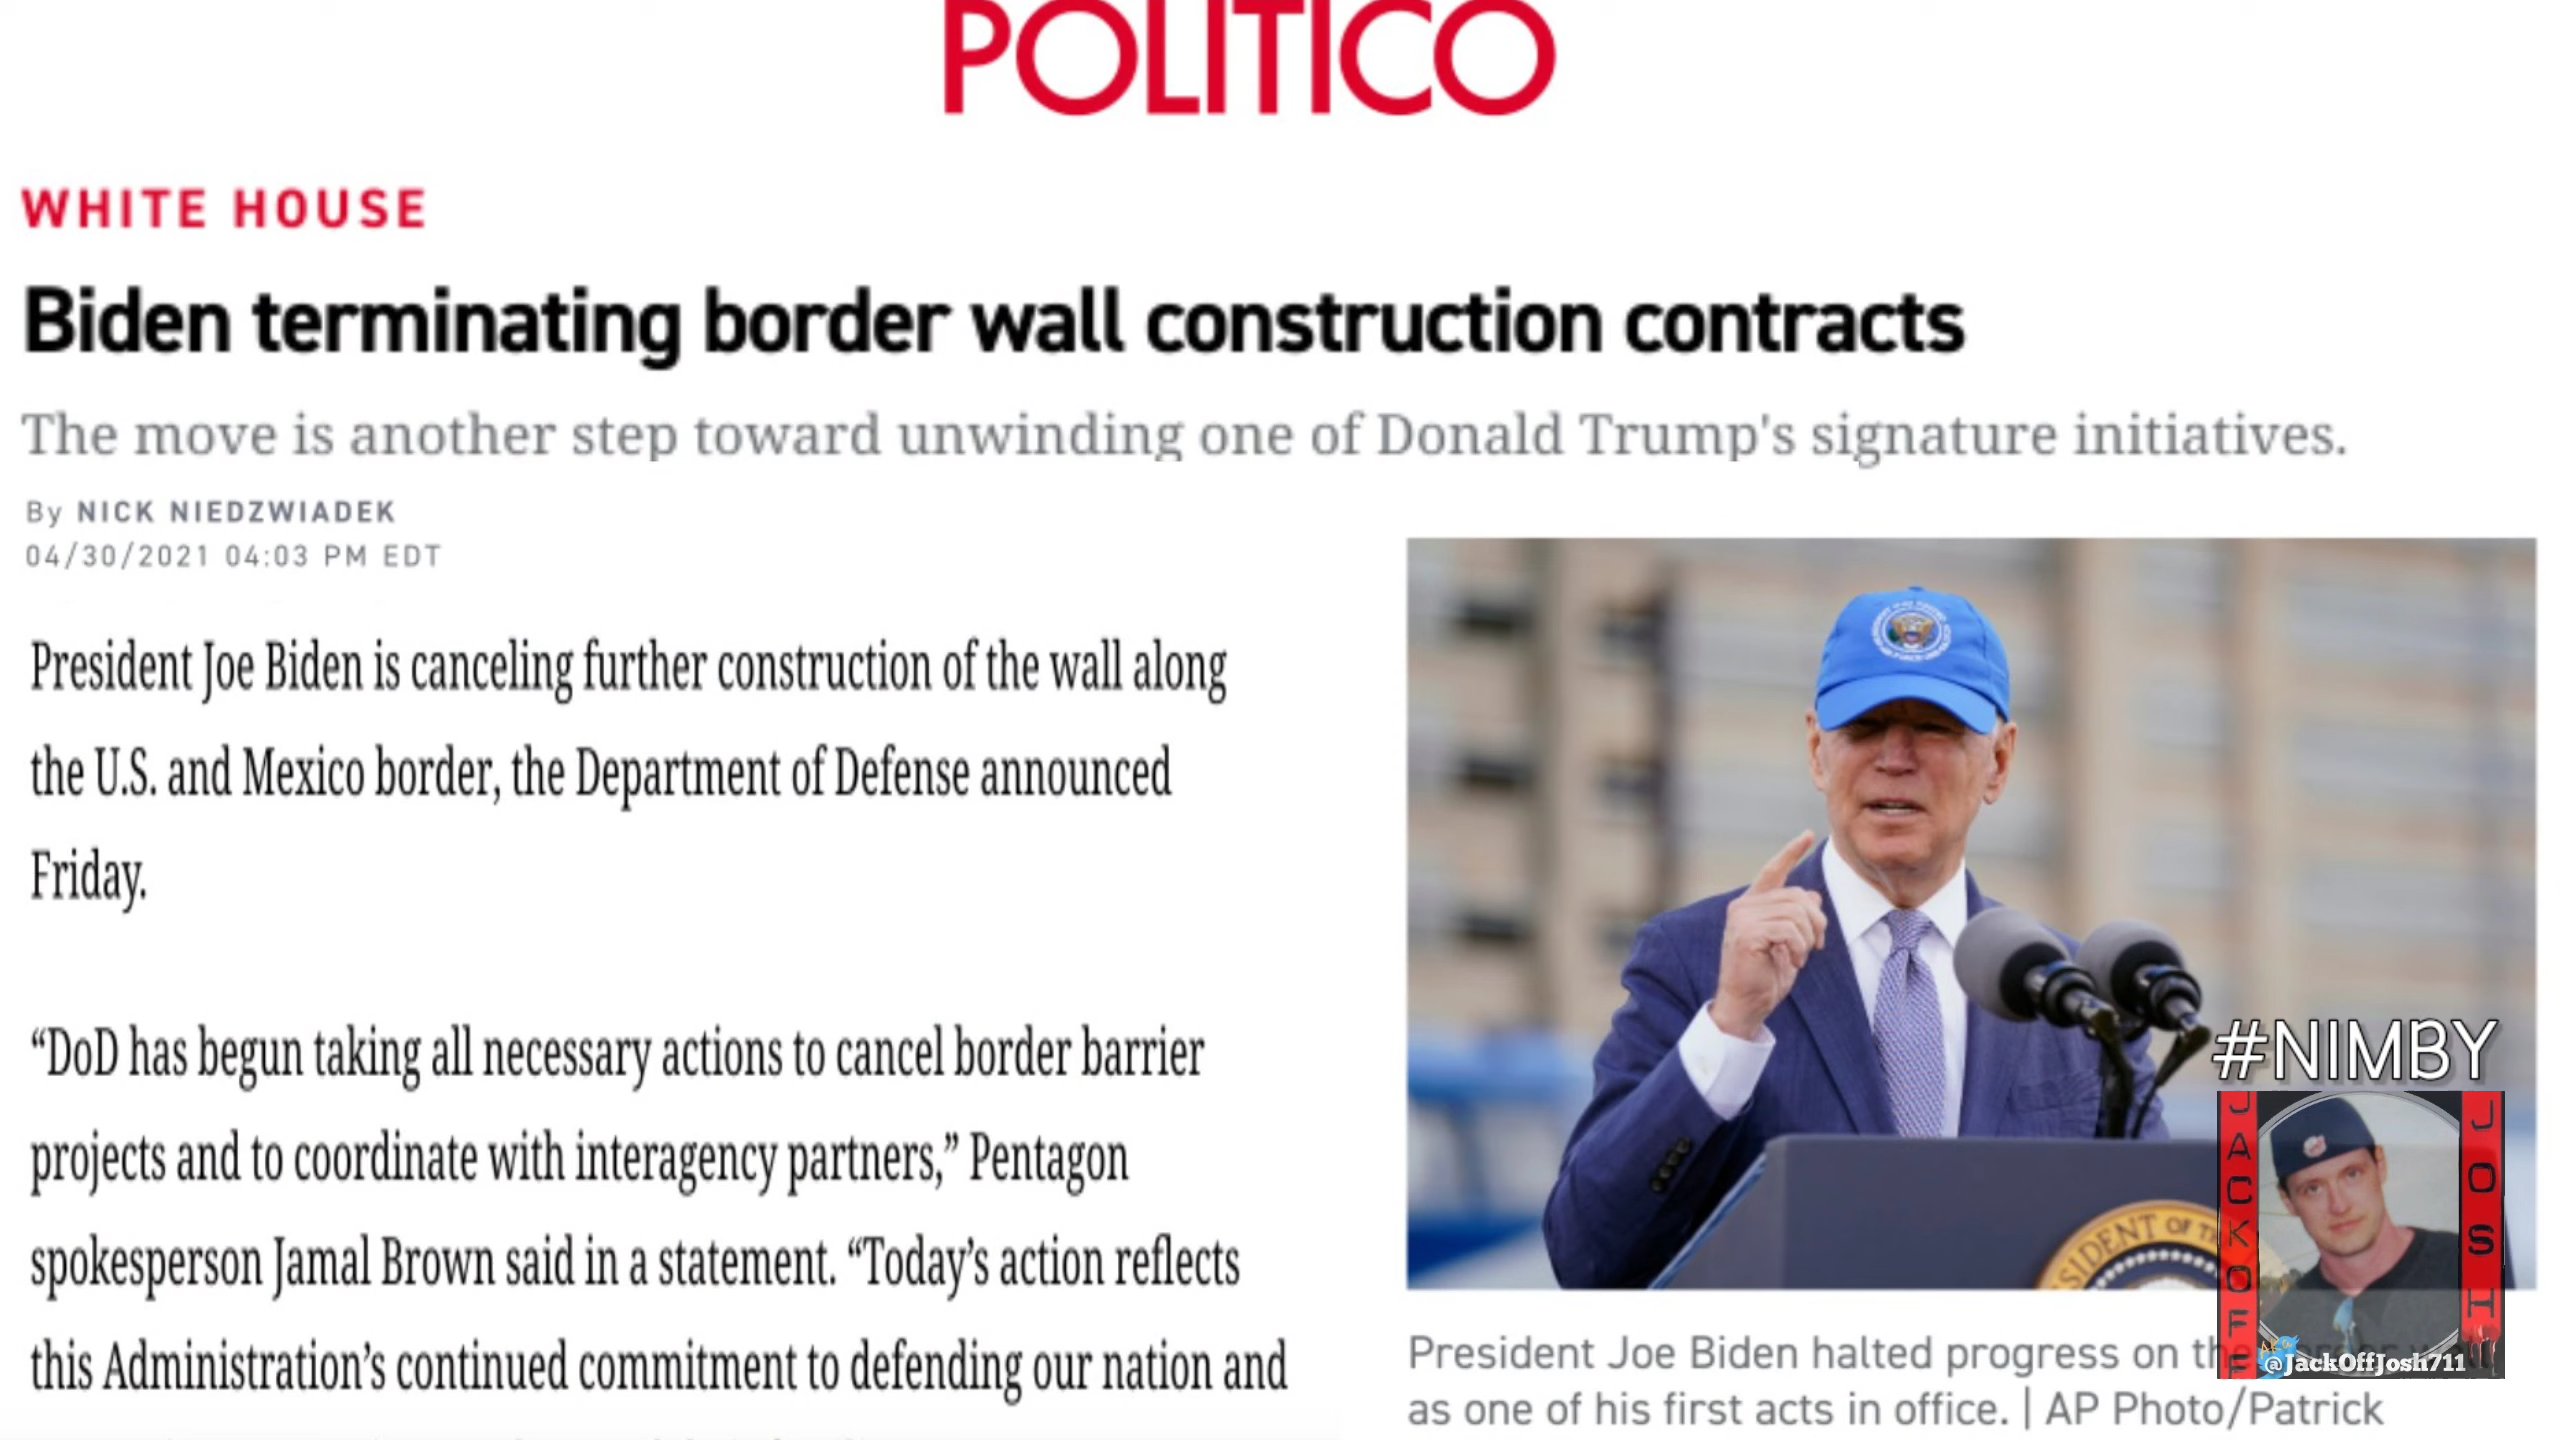 POLITICO
WHITE HOUSE
Biden terminating border wall construction contracts
The move is another step toward unwinding one of Donald Trump's signature initiatives.
By NICK NIEDZWIADEK
04/30/2021 04:03 PM EDT
President Joe Biden is canceling further construction of the wall along
the U.S. and Mexico border, the Department of Defense announced
Friday.
“DoD has begun taking all necessary actions to cancel border barrier
projects and to coordinate with interagency partners,” Pentagon
spokesperson Jamal Brown said in a statement. “Today’s action reflects
this Administration’s continued commitment to defending our nation and
#NIMBY
JACKOFF
JOSH
@JackOffJosh711
President Joe Biden halted progress on the
as one of his first acts in office. | AP Photo/Patrick